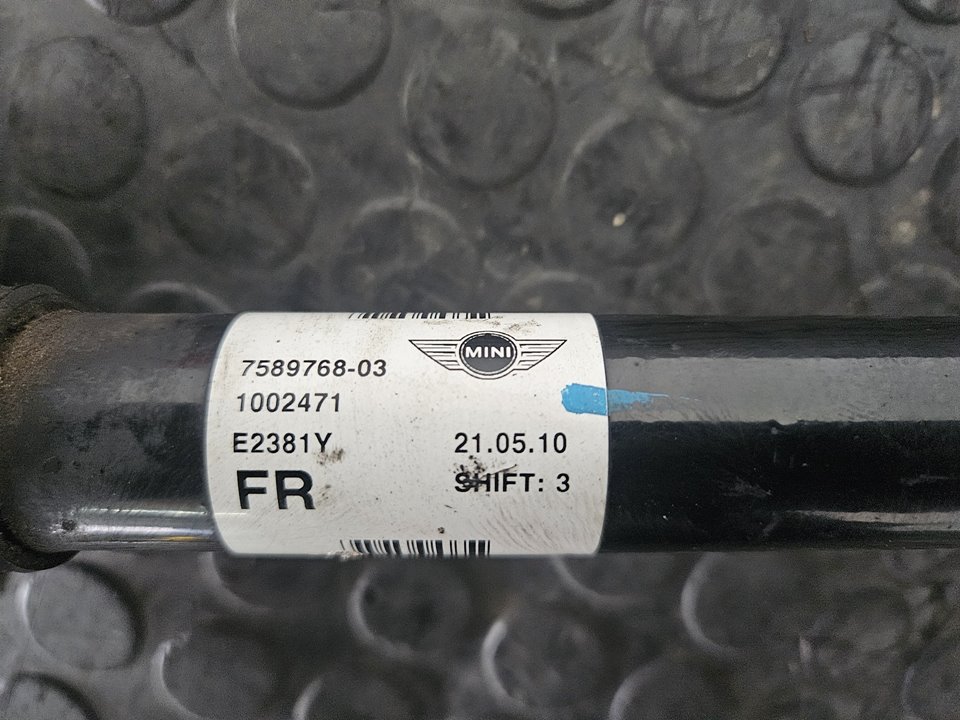 MINI
7589768-03
1002471
E2381Y 21.05.10
FR SHIFT: 3